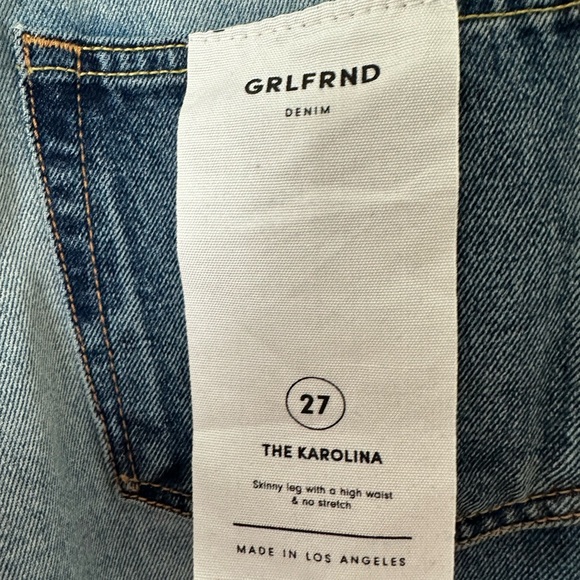 GRLFRND
DENIM
27
THE KAROLINA
Skinny leg with a high waist
& no stretch
MADE IN LOS ANGELES